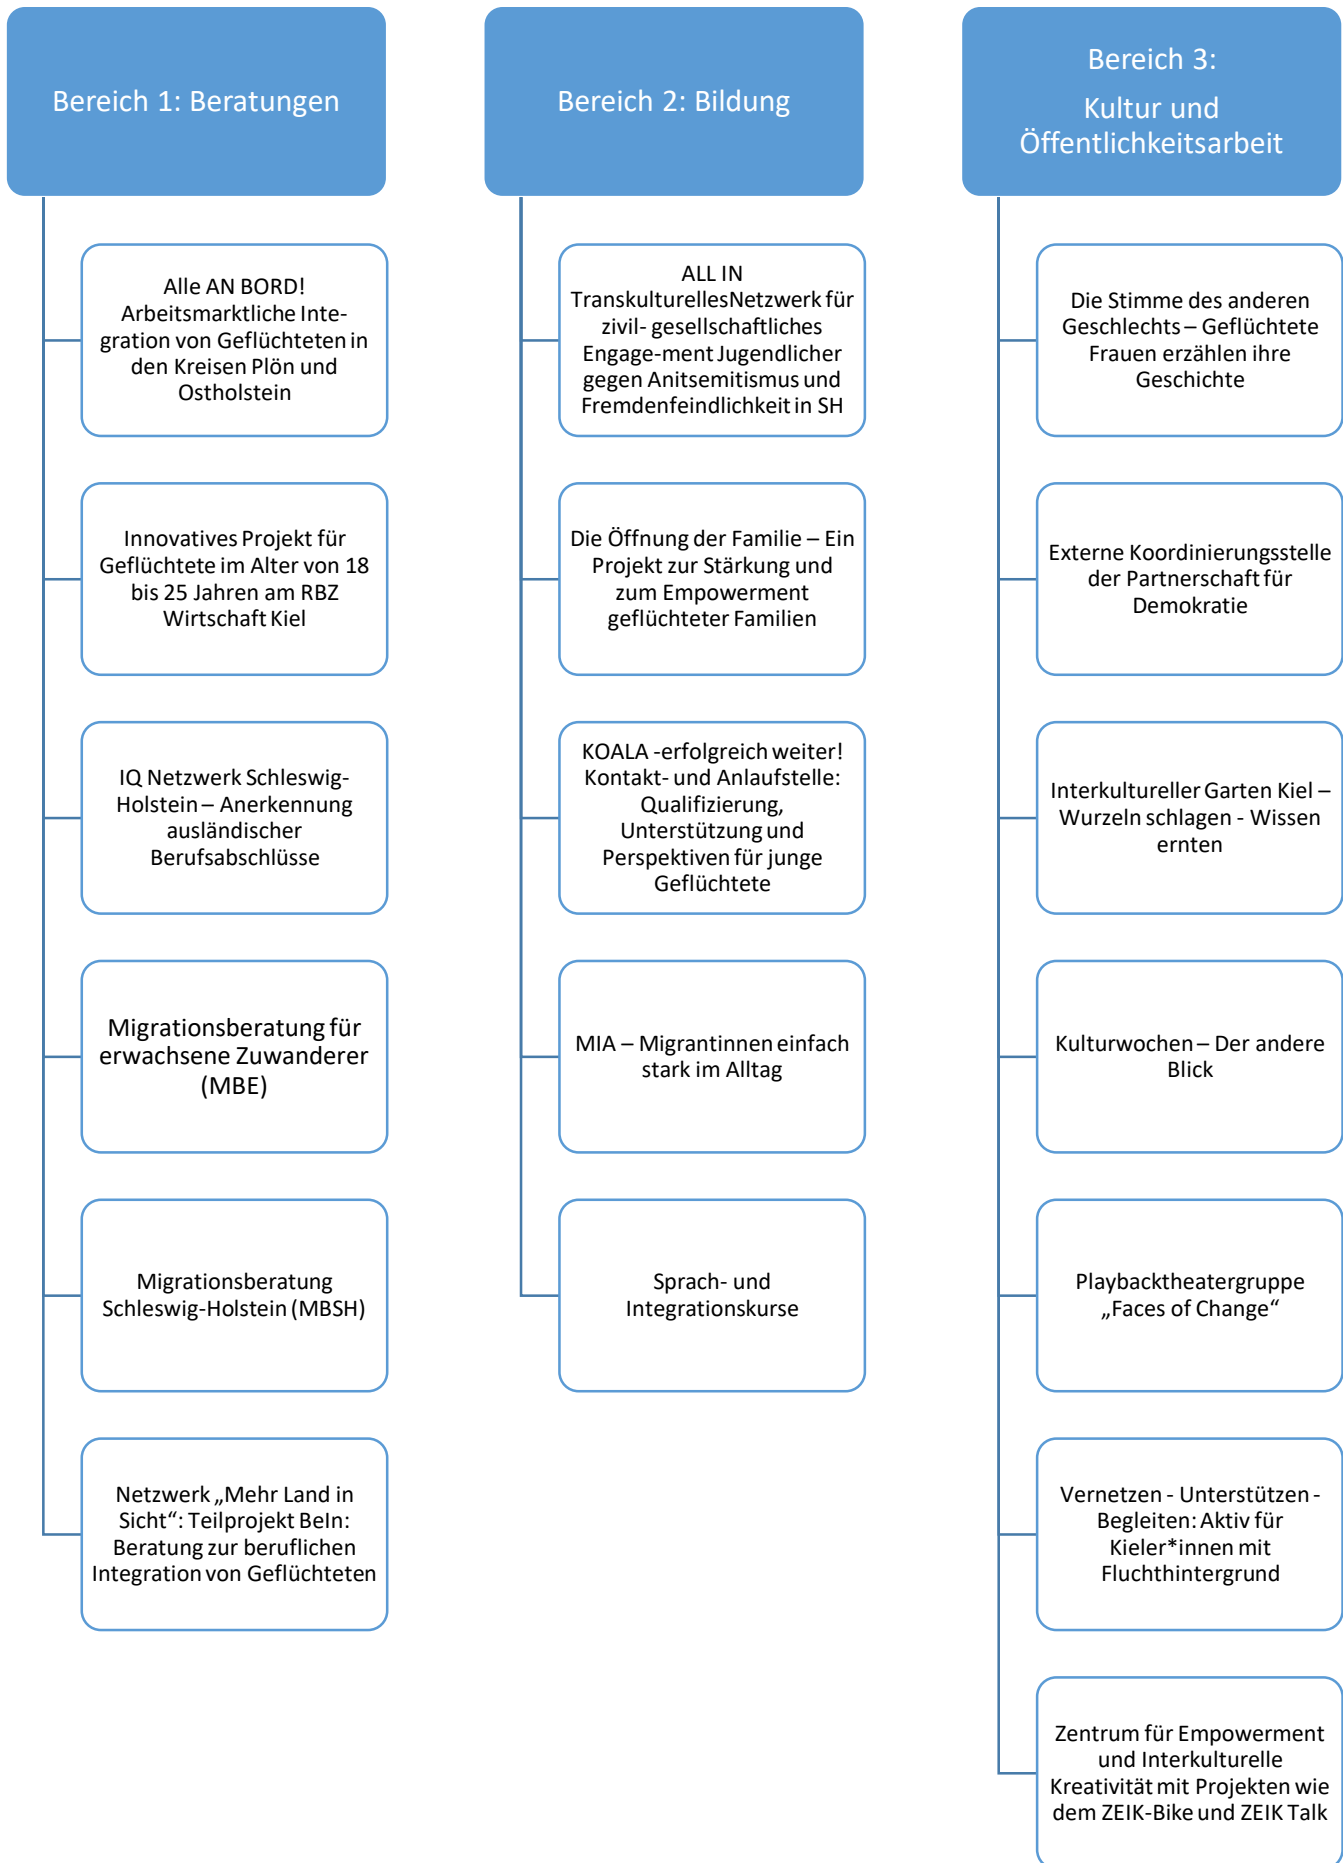 Bereich 1: Beratungen
Alle AN BORD!
Arbeitsmarktliche Inte-
gration von Geflüchteten in
den Kreisen Plön und
Ostholstein
Innovatives Projekt für
Geflüchtete im Alter von 18
bis 25 Jahren am RBZ
Wirtschaft Kiel
IQ Netzwerk Schleswig-
Holstein – Anerkennung
ausländischer
Berufsabschlüsse
Migrationsberatung für
erwachsene Zuwanderer
(MBE)
Migrationsberatung
Schleswig-Holstein (MBSH)
Netzwerk „Mehr Land in
Sicht“: Teilprojekt BeIn:
Beratung zur beruflichen
Integration von Geflüchteten
Bereich 2: Bildung
ALL IN
TranskulturellesNetzwerk für
zivil- gesellschaftliches
Engage-ment Jugendlicher
gegen Anitsemitismus und
Fremdenfeindlichkeit in SH
Die Öffnung der Familie – Ein
Projekt zur Stärkung und
zum Empowerment
geflüchteter Familien
KOALA -erfolgreich weiter!
Kontakt- und Anlaufstelle:
Qualifizierung,
Unterstützung und
Perspektiven für junge
Geflüchtete
MIA – Migrantinnen einfach
stark im Alltag
Sprach- und
Integrationskurse
Bereich 3:
Kultur und
Öffentlichkeitsarbeit
Die Stimme des anderen
Geschlechts – Geflüchtete
Frauen erzählen ihre
Geschichte
Externe Koordinierungsstelle
der Partnerschaft für
Demokratie
Interkultureller Garten Kiel –
Wurzeln schlagen - Wissen
ernten
Kulturwochen – Der andere
Blick
Playbacktheatergruppe
„Faces of Change“
Vernetzen - Unterstützen -
Begleiten: Aktiv für
Kieler*innen mit
Fluchthintergrund
Zentrum für Empowerment
und Interkulturelle
Kreativität mit Projekten wie
dem ZEIK-Bike und ZEIK Talk